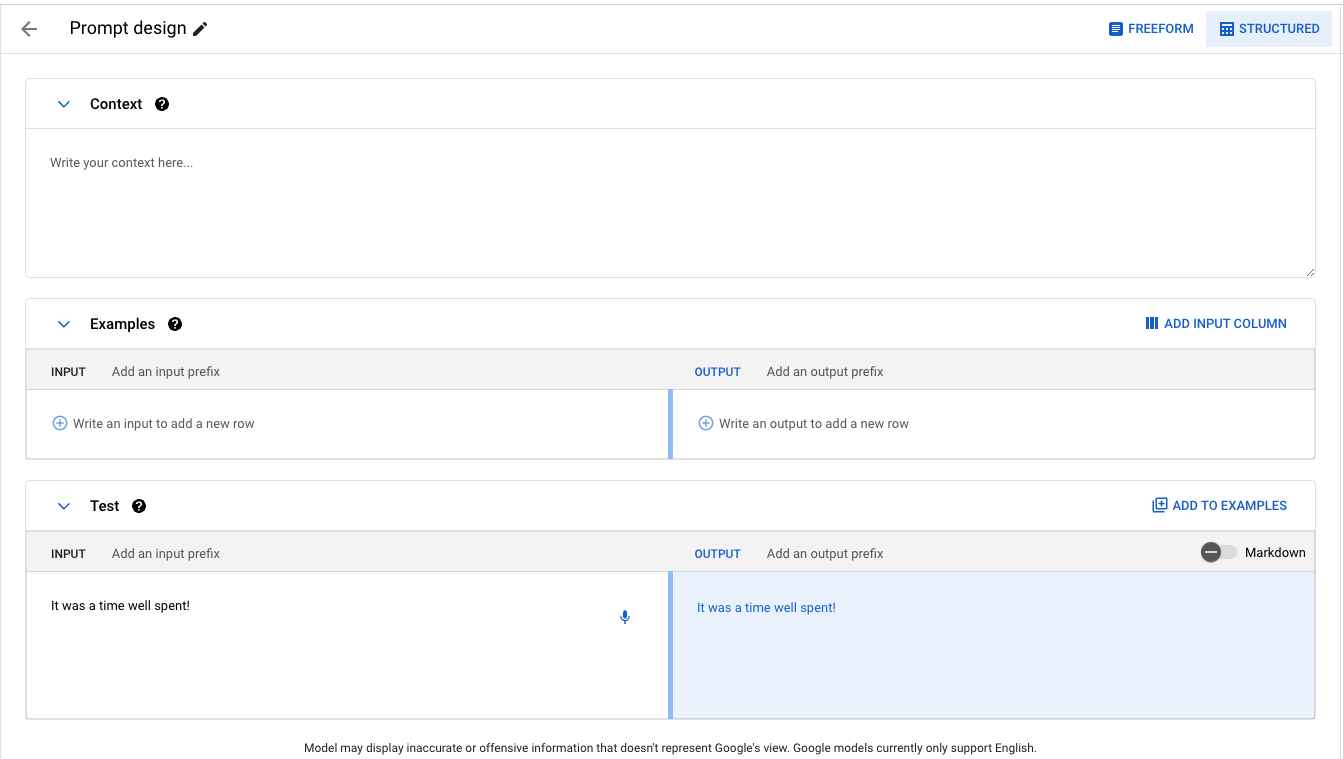 Prompt design
FREEFORM
STRUCTURED
Context
Write your context here...
Examples
ADD INPUT COLUMN
INPUT Add an input prefix
OUTPUT Add an output prefix
Write an input to add a new row
Write an output to add a new row
Test
ADD TO EXAMPLES
INPUT Add an input prefix
OUTPUT Add an output prefix
Markdown
It was a time well spent!
It was a time well spent!
Model may display inaccurate or offensive information that doesn't represent Google's view. Google models currently only support English.